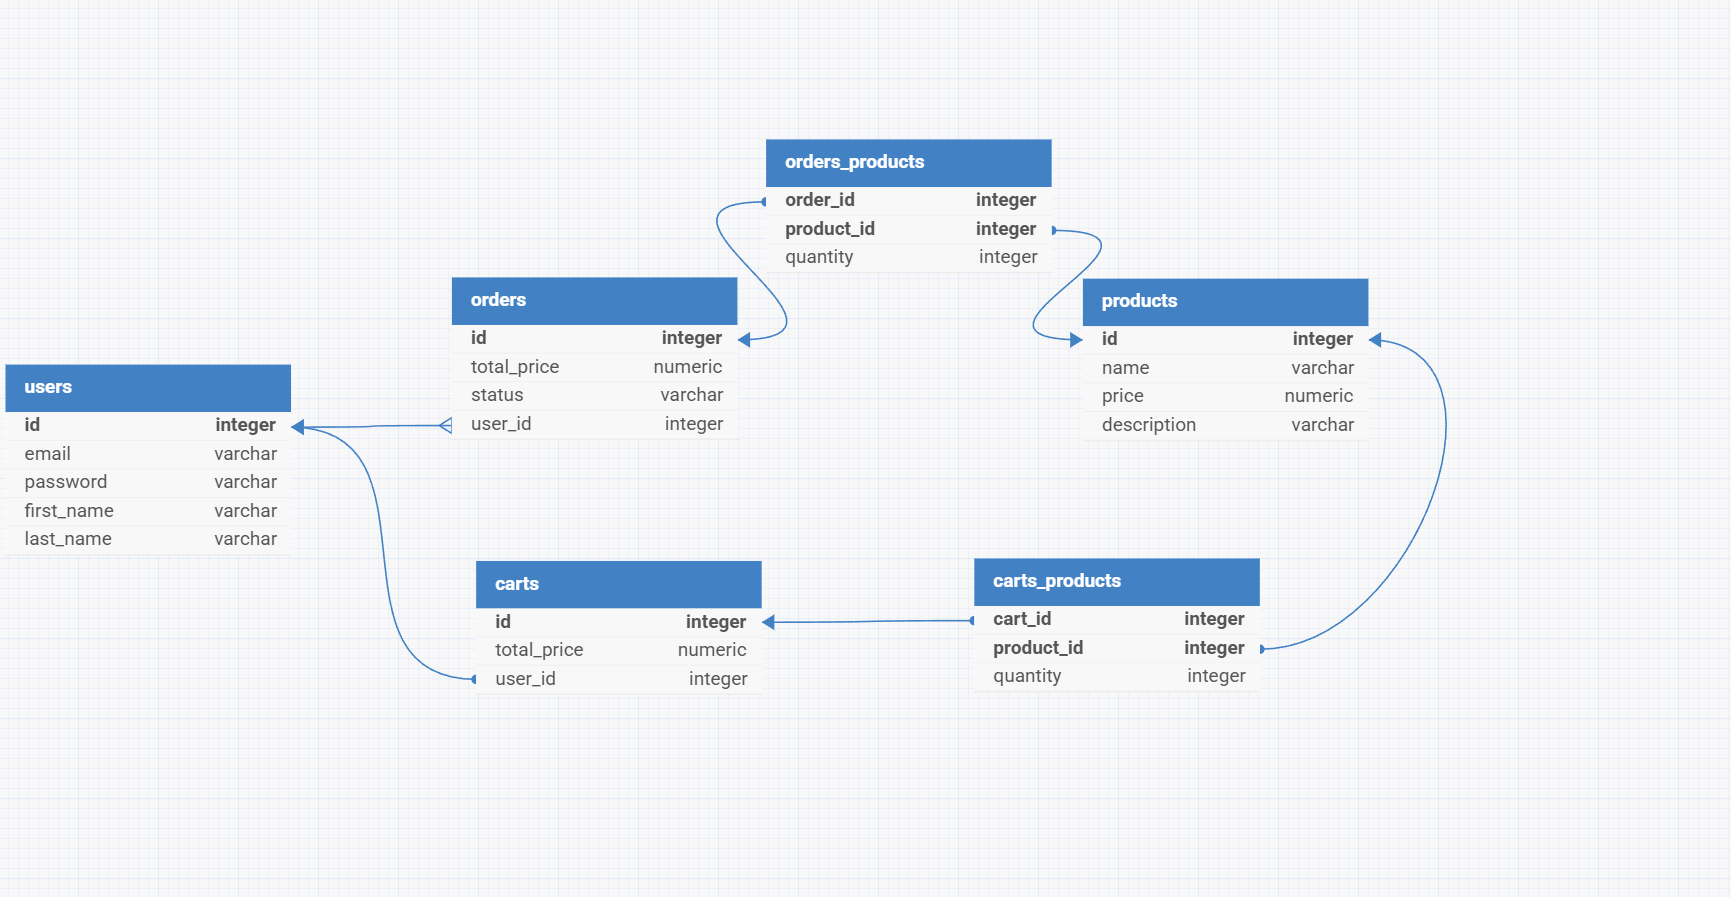 orders_products
order_id integer
product_id integer
quantity integer
orders
id integer
total_price numeric
status varchar
user_id integer
products
id integer
name varchar
price numeric
description varchar
users
id integer
email varchar
password varchar
first_name varchar
last_name varchar
carts
id integer
total_price numeric
user_id integer
carts_products
cart_id integer
product_id integer
quantity integer